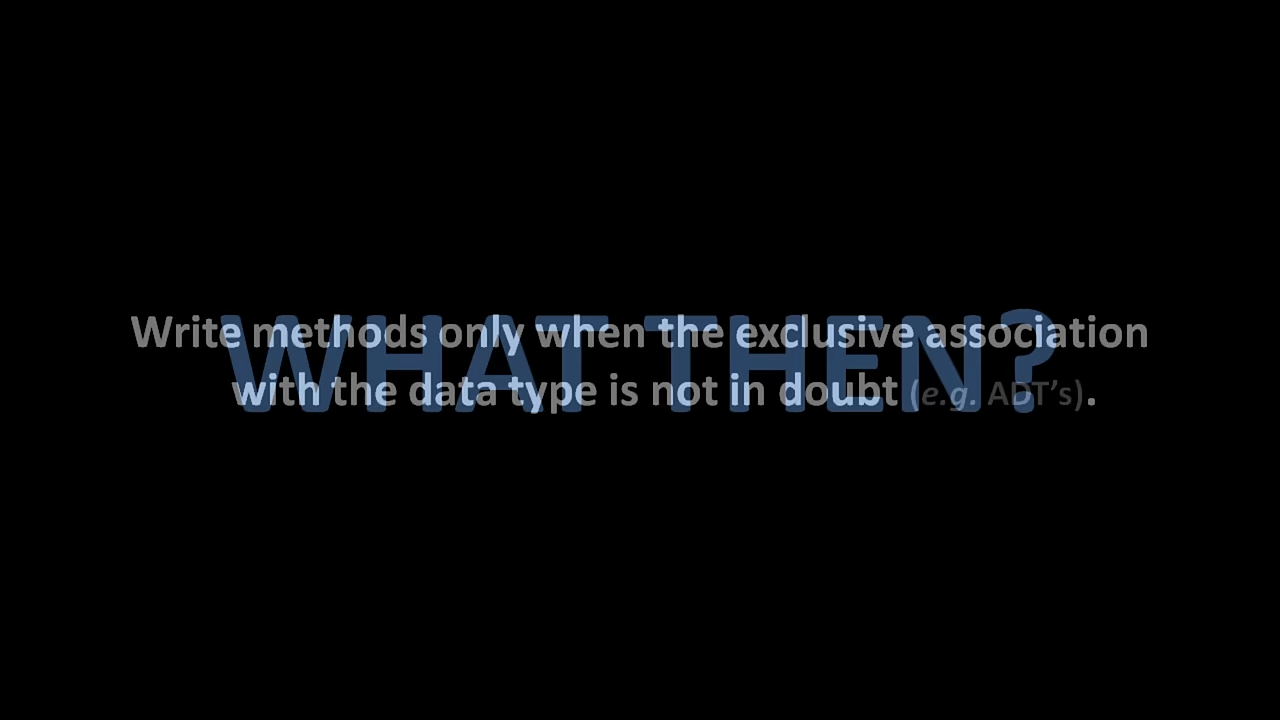 WHAT THEN?
Write methods only when the exclusive association
with the data type is not in doubt (e.g. ADT’s).